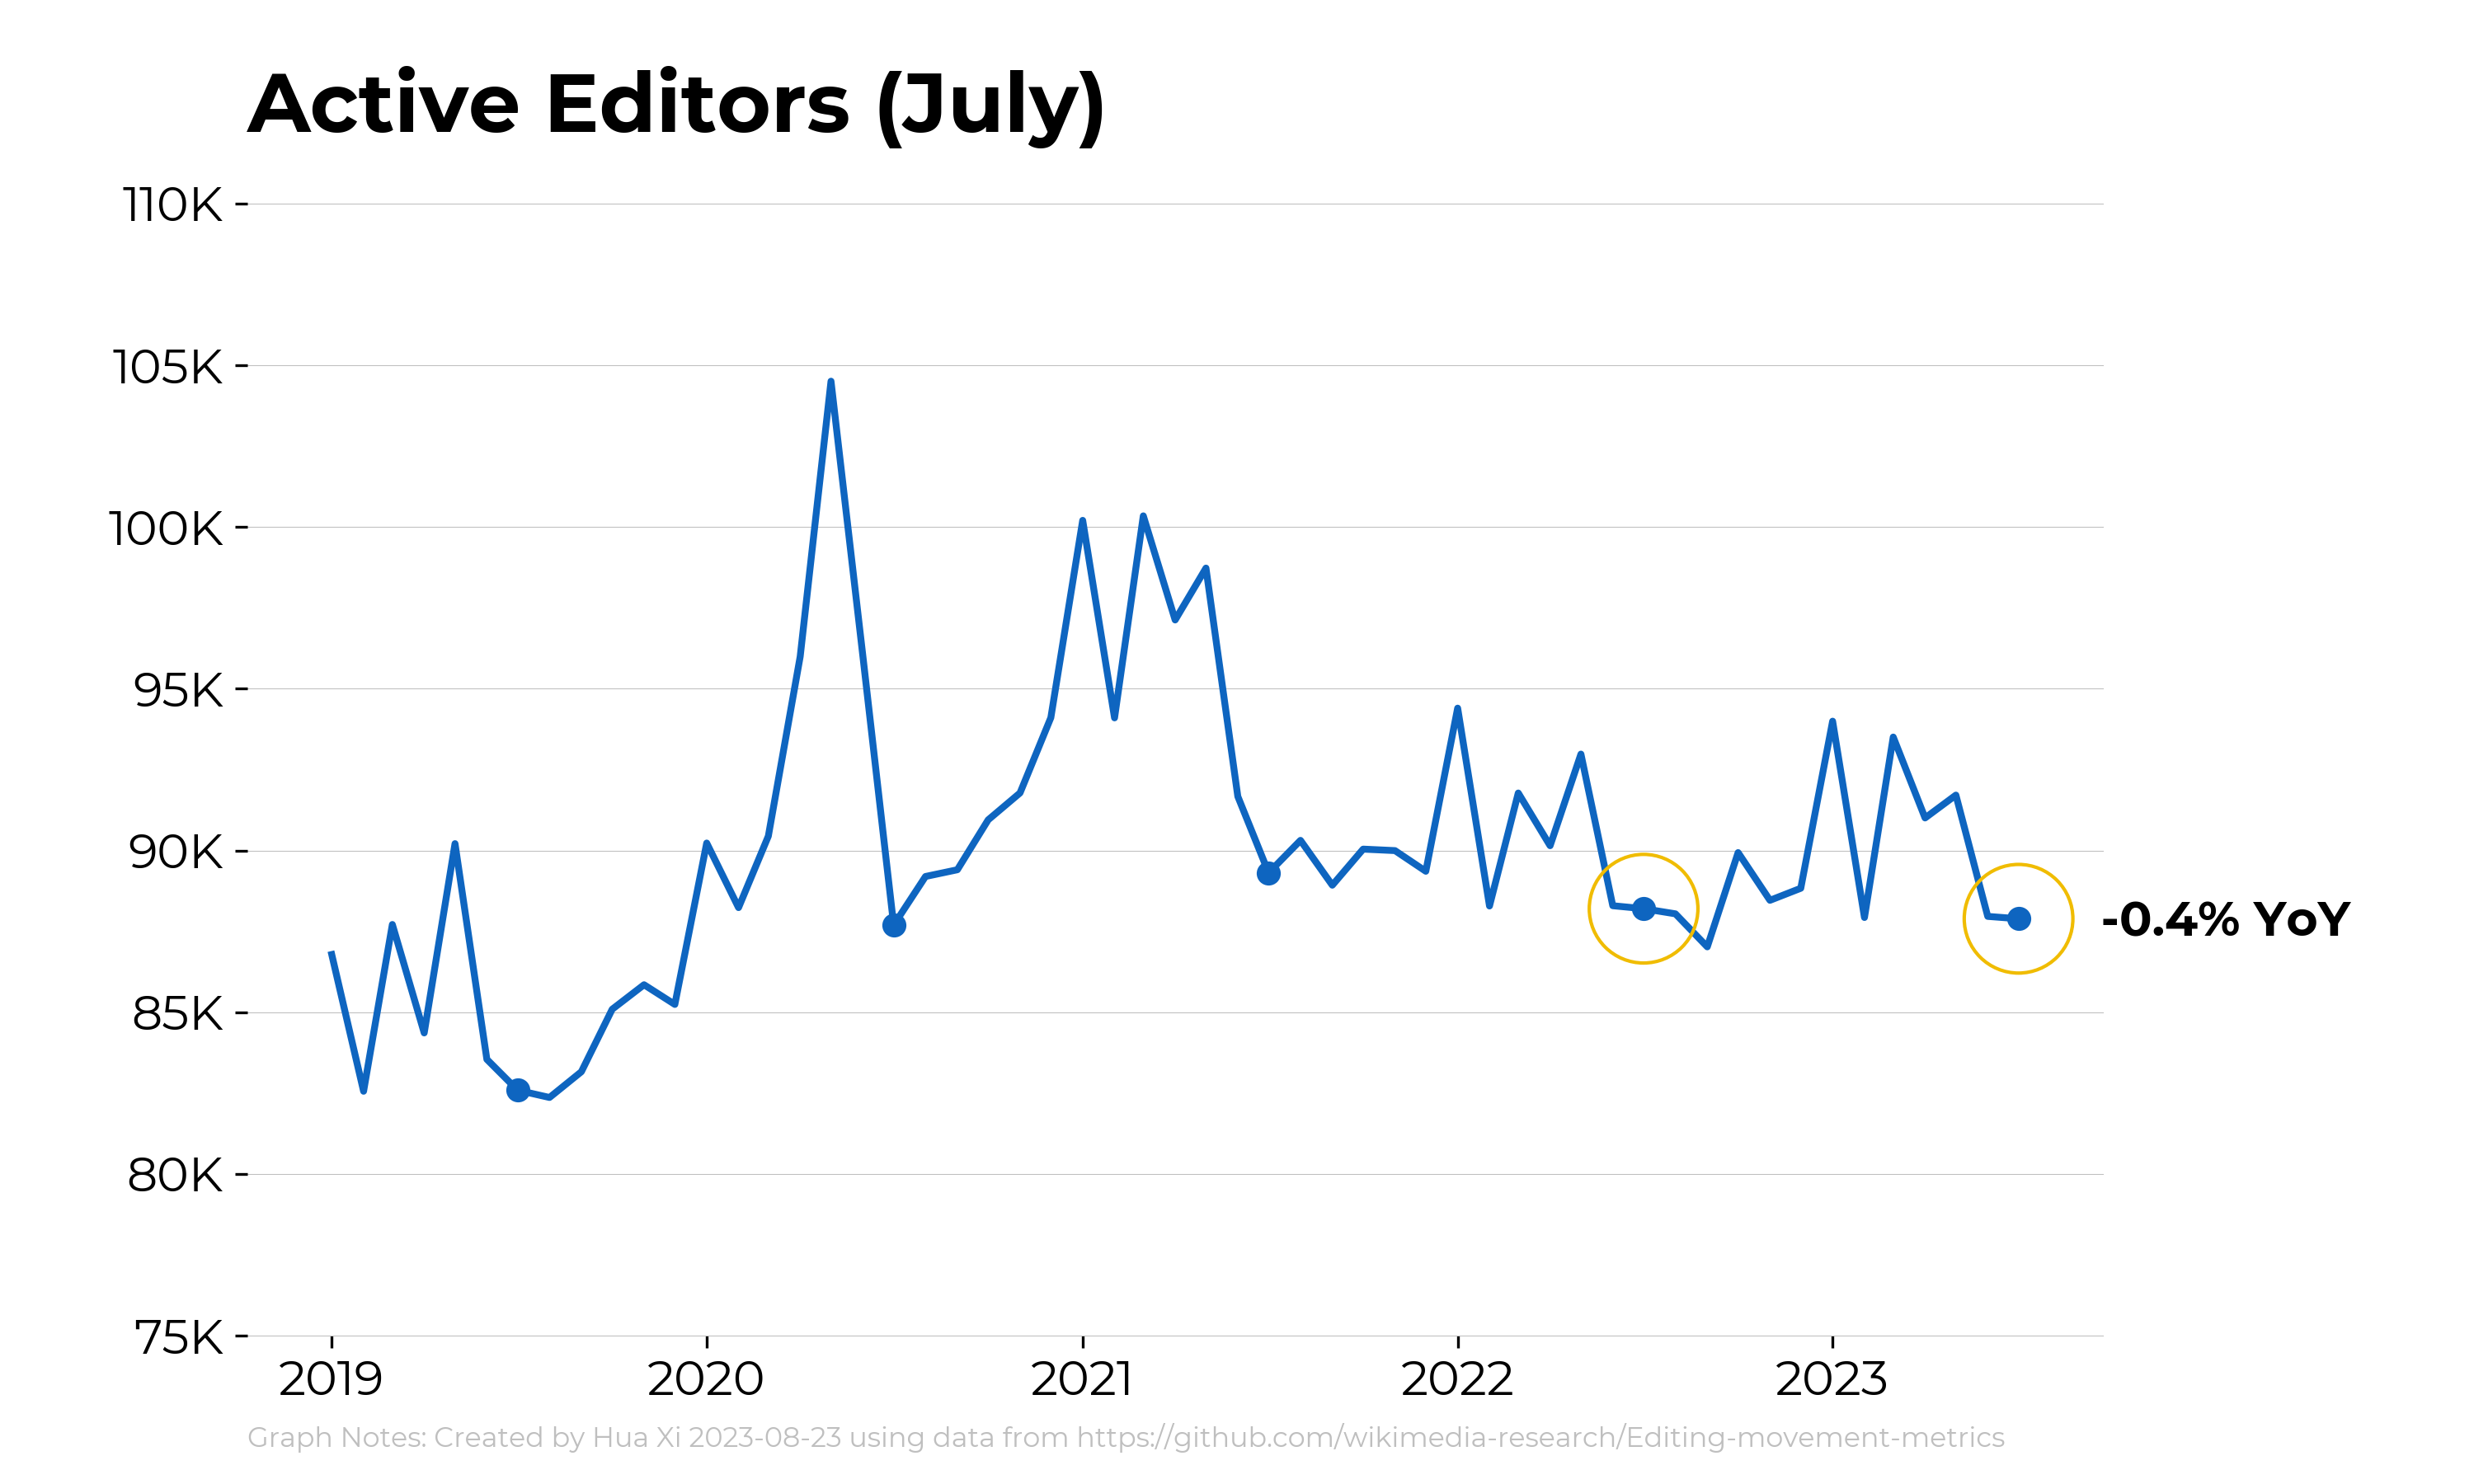 Active Editors (July)
110K
105K
100K
95K
90K
-0.4% YoY
85K
80K
75K
2019 2020 2021 2022 2023
Graph Notes: Created by Hua Xi 2023-08-23 using data from https://github.com/wikimedia-research/Editing-movement-metrics